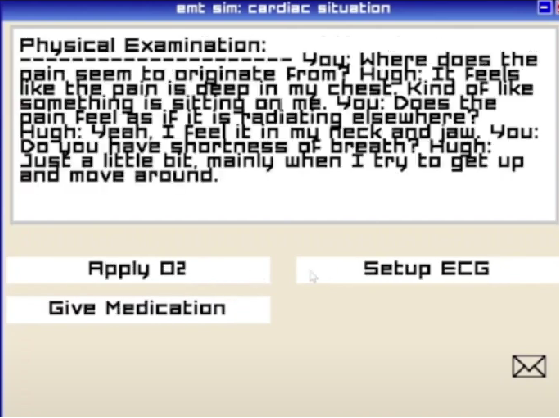 emt sim: cardiac situation
Physical Examination:
---------------------- You: Where does the
pain seem to originate from? Hugh: It feels
like the pain is deep in my chest. Kind of like
something is sitting on me. You: Does the
pain feel as if it is radiating elsewhere?
Hugh: Yeah, I feel it in my neck and jaw. You:
Do you have shortness of breath? Hugh:
Just a little bit, mainly when I try to get up
and move around.
Apply O2
Setup ECG
Give Medication